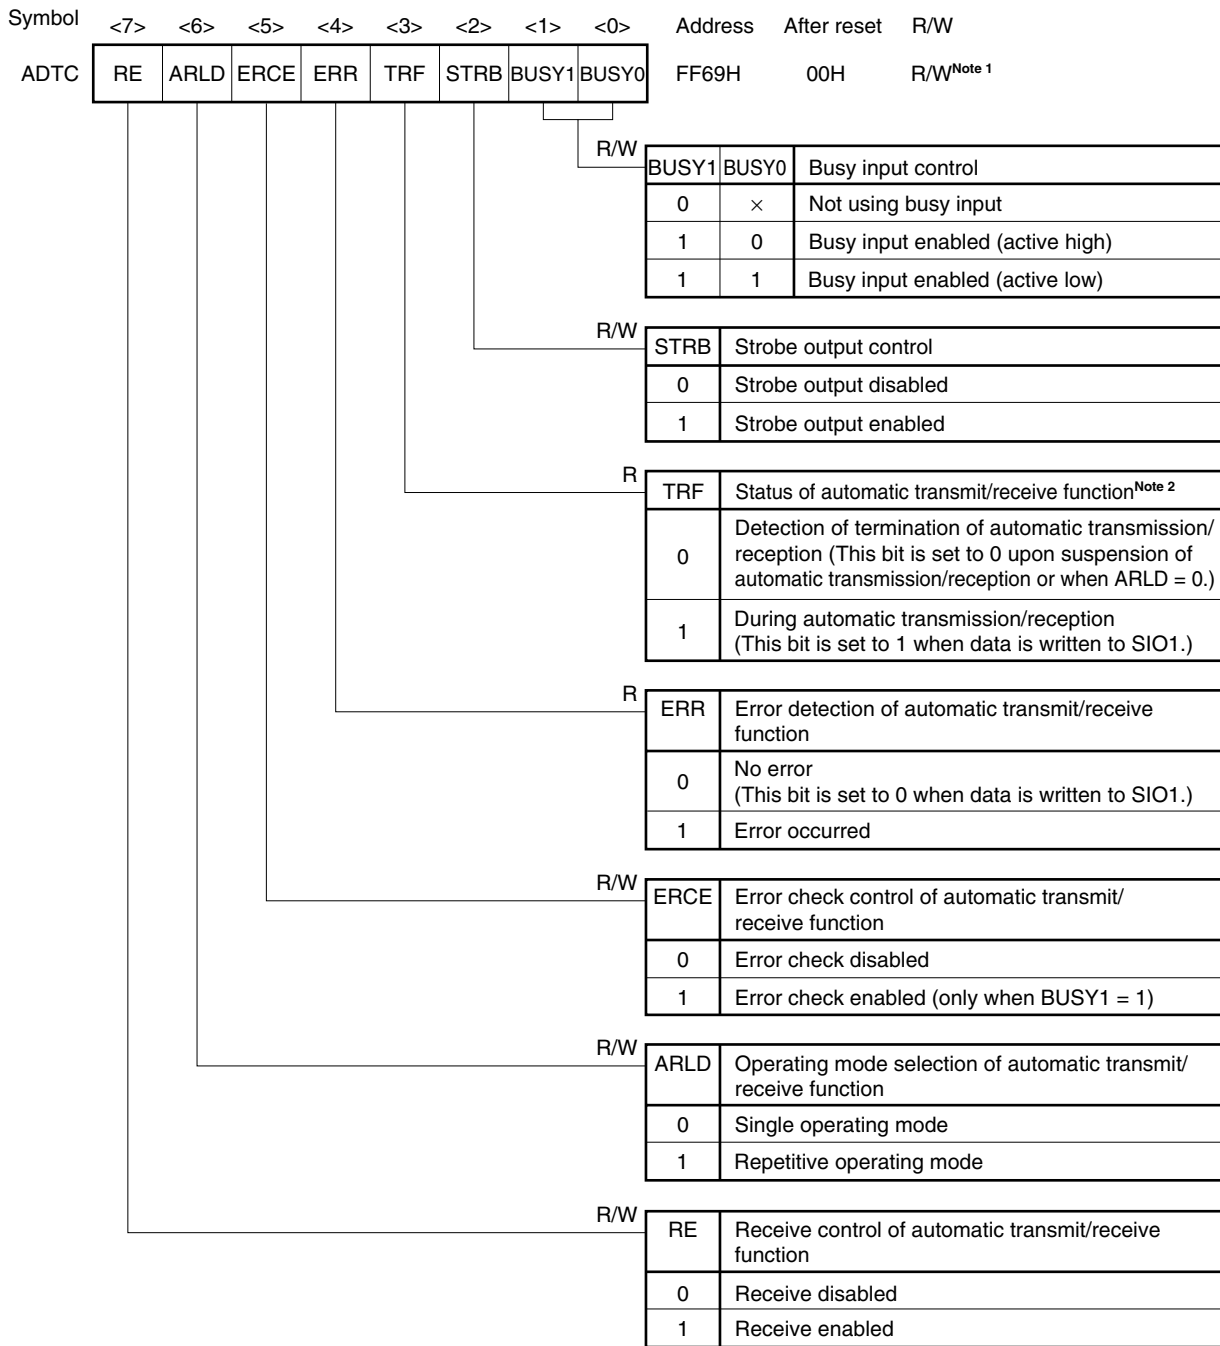 Symbol <7> <6> <5> <4> <3> <2> <1> <0> Address After reset R/W
ADTC RE ARLD ERCE ERR TRF STRB BUSY1 BUSY0 FF69H 00H R/W Note 1
R/W
BUSY1 BUSY0 Busy input control
0 × Not using busy input
1 0 Busy input enabled (active high)
1 1 Busy input enabled (active low)
R/W
STRB Strobe output control
0 Strobe output disabled
1 Strobe output enabled
R
TRF Status of automatic transmit/receive function Note 2
0 Detection of termination of automatic transmission/
reception (This bit is set to 0 upon suspension of
automatic transmission/reception or when ARLD = 0.)
1 During automatic transmission/reception
(This bit is set to 1 when data is written to SIO1.)
R
ERR Error detection of automatic transmit/receive
function
0 No error
(This bit is set to 0 when data is written to SIO1.)
1 Error occurred
R/W
ERCE Error check control of automatic transmit/
receive function
0 Error check disabled
1 Error check enabled (only when BUSY1 = 1)
R/W
ARLD Operating mode selection of automatic transmit/
receive function
0 Single operating mode
1 Repetitive operating mode
R/W
RE Receive control of automatic transmit/receive
function
0 Receive disabled
1 Receive enabled